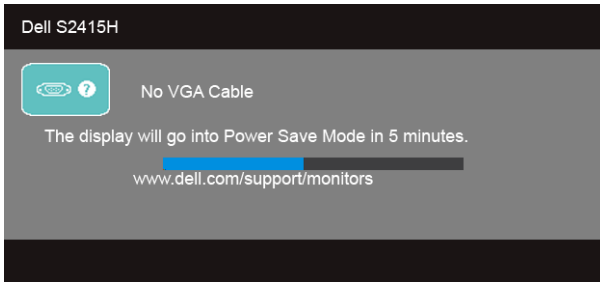 Dell S2415H
?
No VGA Cable
The display will go into Power Save Mode in 5 minutes.
www.dell.com/support/monitors